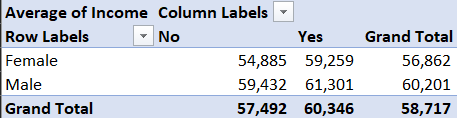 Average of Income Column Labels
Row Labels No Yes Grand Total
Female 54,885 59,259 56,862
Male 59,432 61,301 60,201
Grand Total 57,492 60,346 58,717